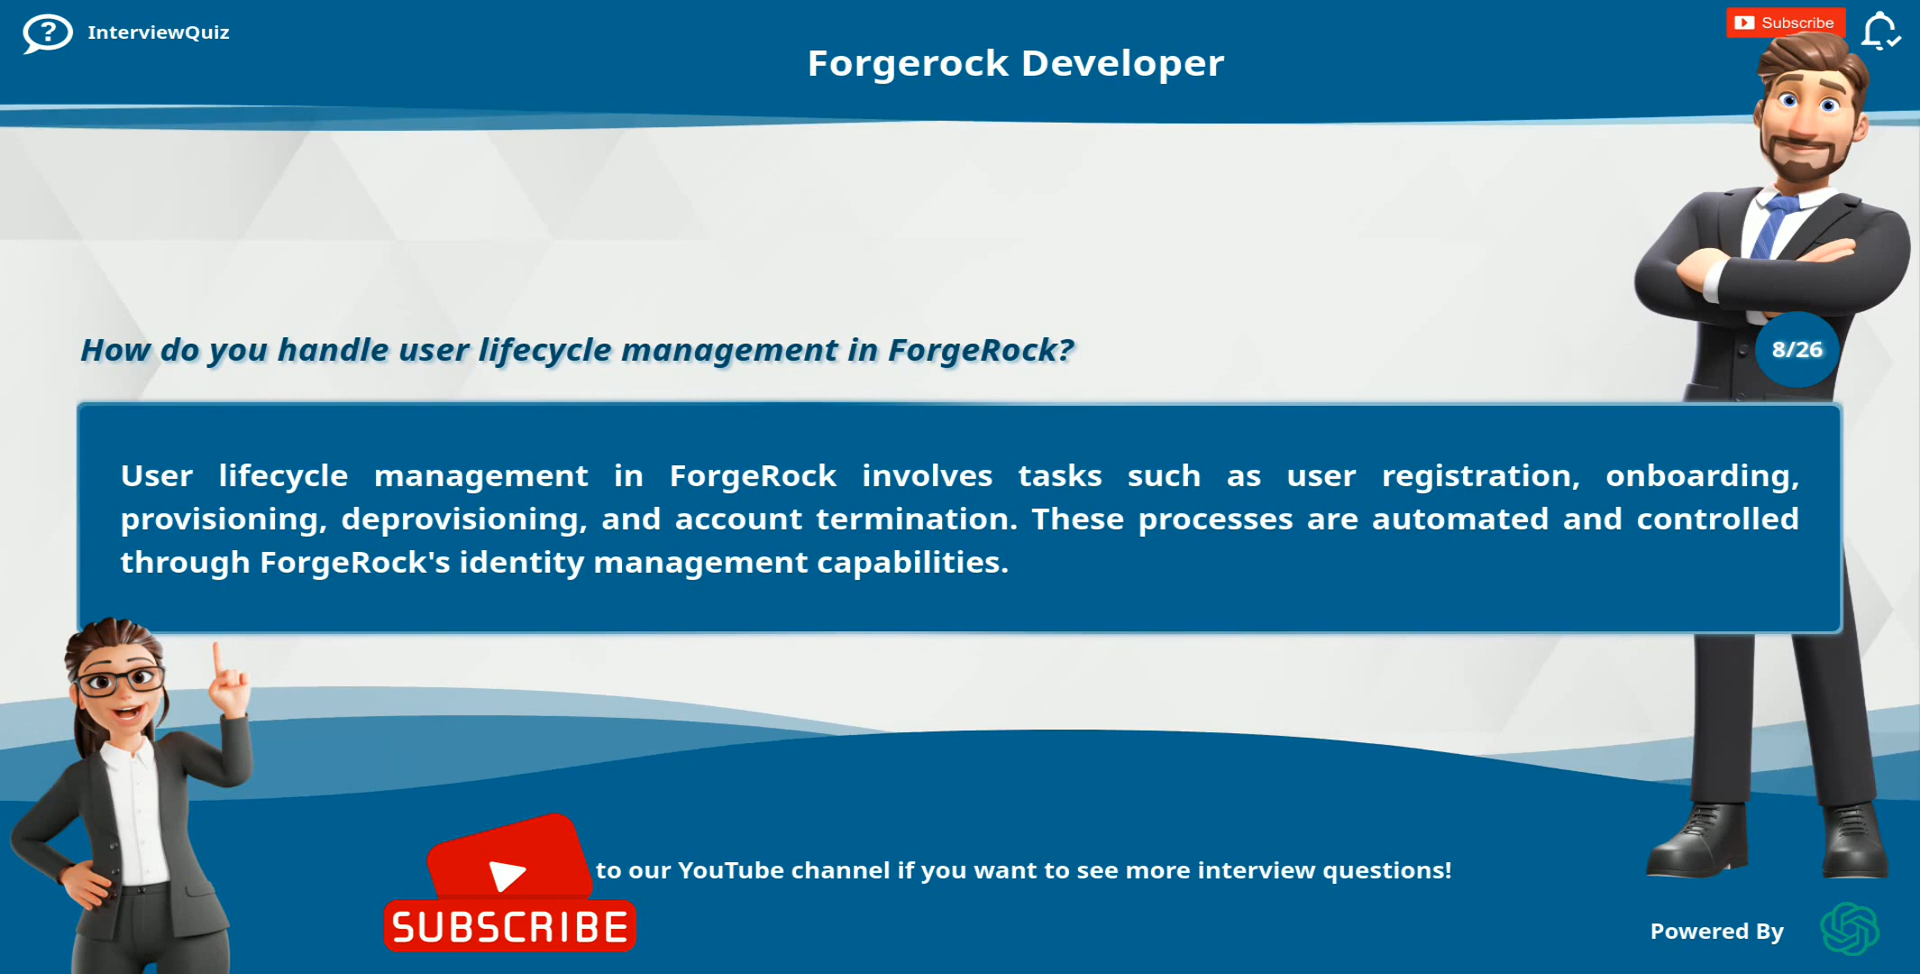 InterviewQuiz
Subscribe
Forgerock Developer
How do you handle user lifecycle management in ForgeRock?
8/26
User lifecycle management in ForgeRock involves tasks such as user registration, onboarding,
provisioning, deprovisioning, and account termination. These processes are automated and controlled
through ForgeRock's identity management capabilities.
to our YouTube channel if you want to see more interview questions!
SUBSCRIBE
Powered By